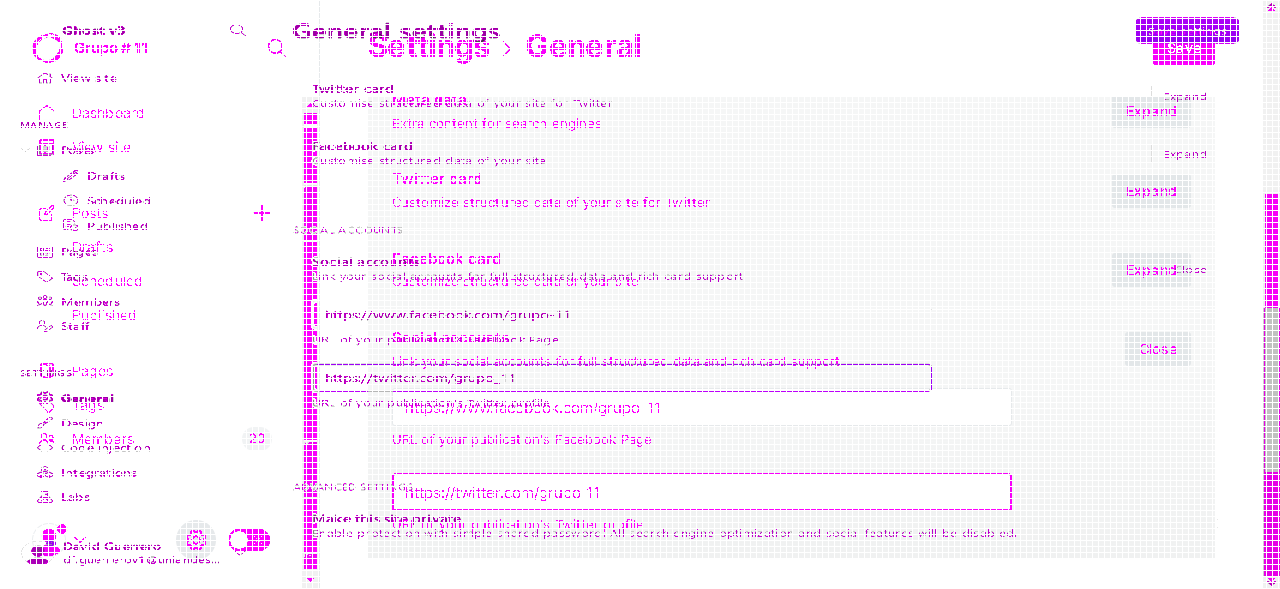 Ghost v3
General settings
Grupo # 11
Settings > General
View site
Twitter card
Expand
Customise structured data of your site for Twitter
Meta data
Dashboard
Expand
MANAGE
Extra content for search engines
View site
Facebook card
Expand
Customise structured data of your site
Drafts
Twitter card
Expand
Scheduled
Customize structured data of your site for Twitter
Posts
Published
SOCIAL ACCOUNTS
Drafts
Pages
Social accounts
Facebook card
Expand
Close
Tags
Link your social accounts for full structured data and rich card support
Scheduled
Customize structured data of your site
Members
Published
https://www.facebook.com/grupo-11
Staff
URL of your publication's Facebook Page
Social accounts
Close
Link your social accounts for full structured data and rich card support
SETTINGS
Pages
https://twitter.com/grupo_11
General
Tags
URL of your publication's Twitter profile
https://www.facebook.com/grupo-11
Design
Members
20
URL of your publication's Facebook Page
Code injection
Integrations
ADVANCED SETTINGS
Labs
https://twitter.com/grupo-11
Make this site private
URL of your publication's Twitter profile
Enable protection with simple shared password. All search engine optimization and social features will be disabled.
David Guerrero